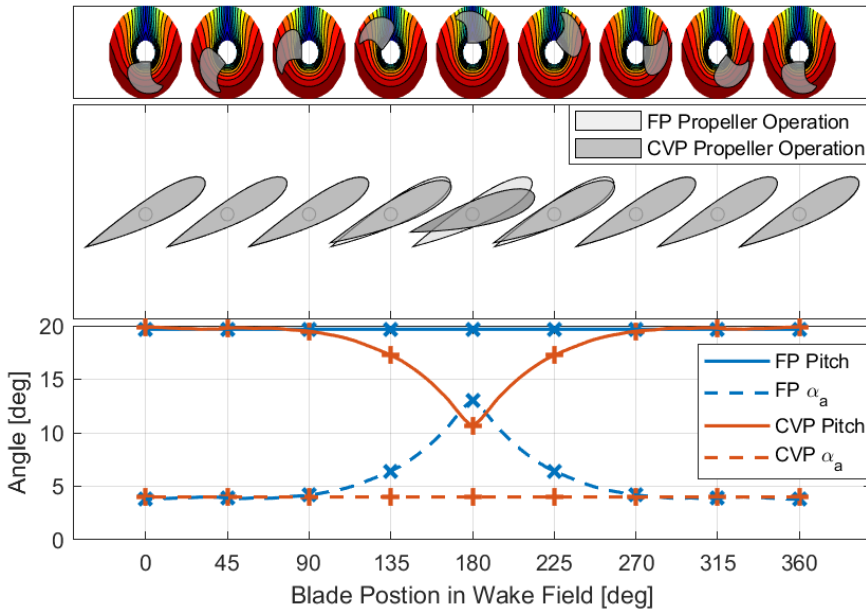 FP Propeller Operation
CVP Propeller Operation
20
15
10
5
0
Angle [deg]
FP Pitch
FP αa
CVP Pitch
CVP αa
0 45 90 135 180 225 270 315 360
Blade Postion in Wake Field [deg]